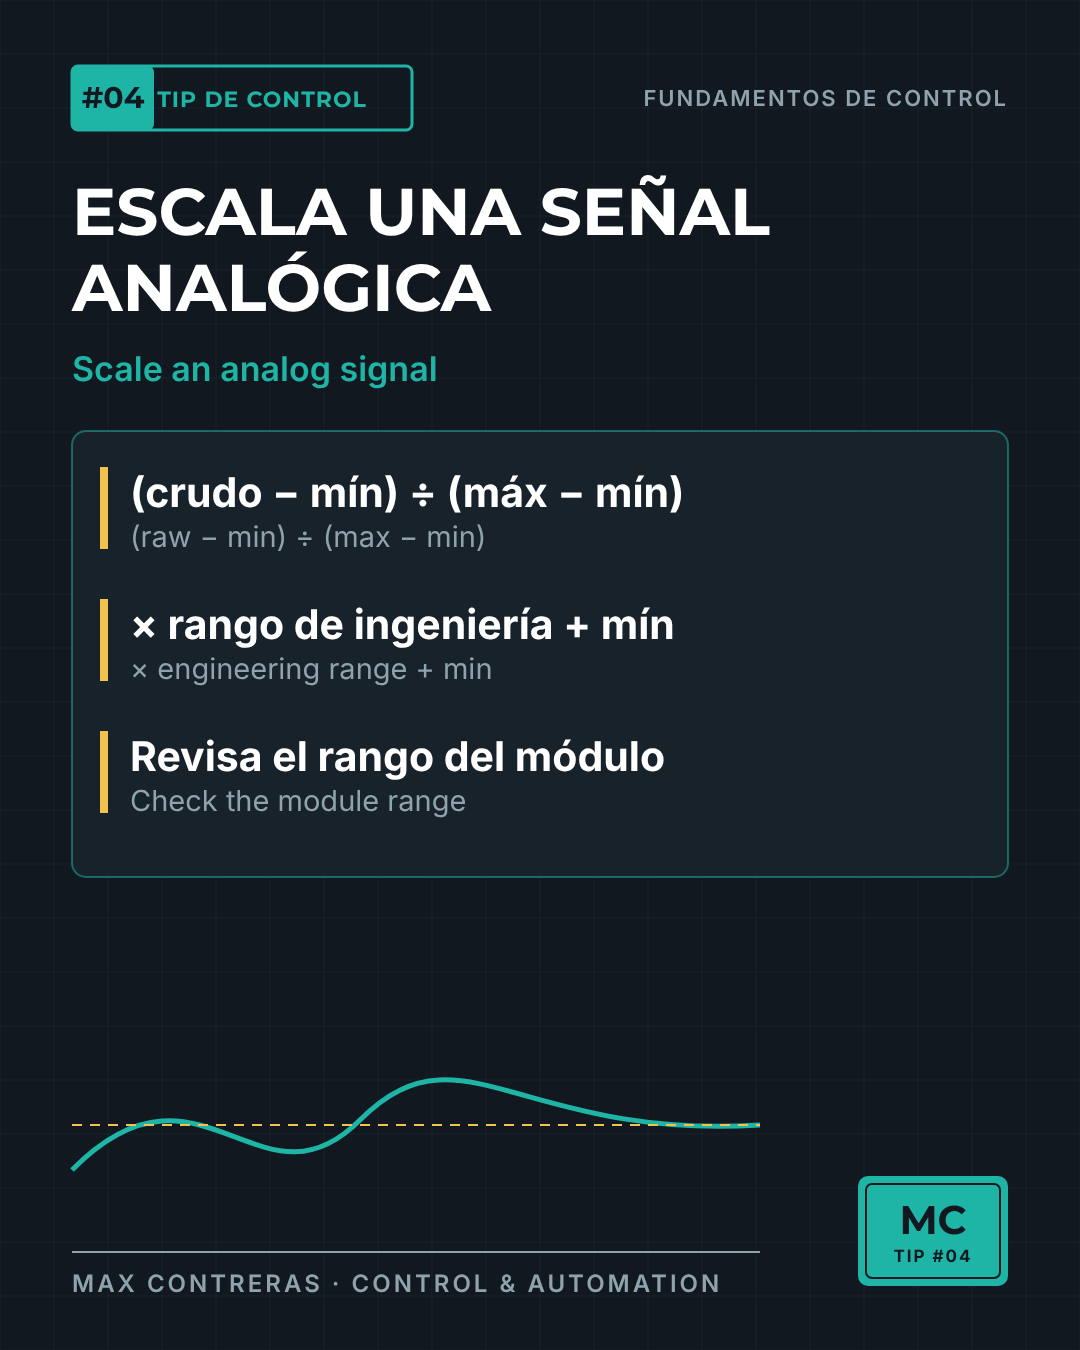 #04 TIP DE CONTROL
FUNDAMENTOS DE CONTROL
ESCALA UNA SEÑAL
ANALÓGICA
Scale an analog signal
(crudo − mín) ÷ (máx − mín)
(raw − min) ÷ (max − min)
× rango de ingeniería + mín
× engineering range + min
Revisa el rango del módulo
Check the module range
MC
TIP #04
MAX CONTRERAS · CONTROL & AUTOMATION